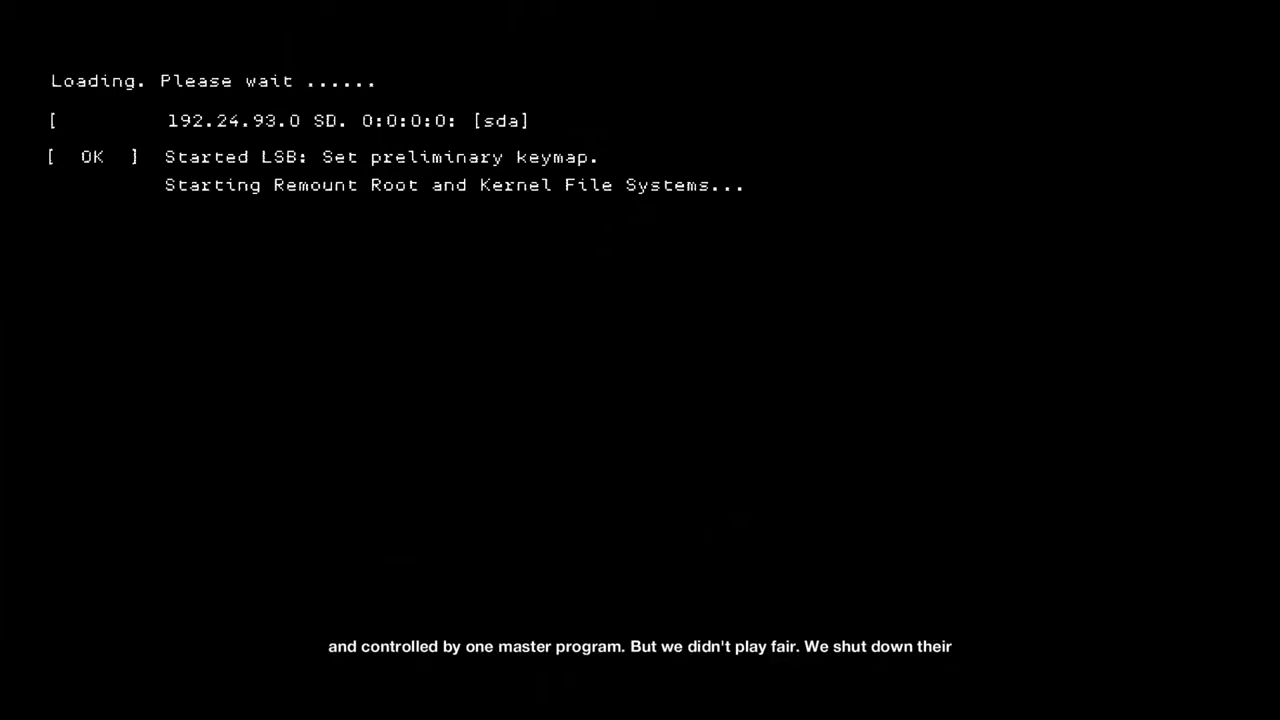 Loading. Please wait ......
[ 192.24.93.0 SD. 0:0:0:0: [sda]
[ OK ] Started LSB: Set preliminary keymap.
Starting Remount Root and Kernel File Systems...
and controlled by one master program. But we didn't play fair. We shut down their